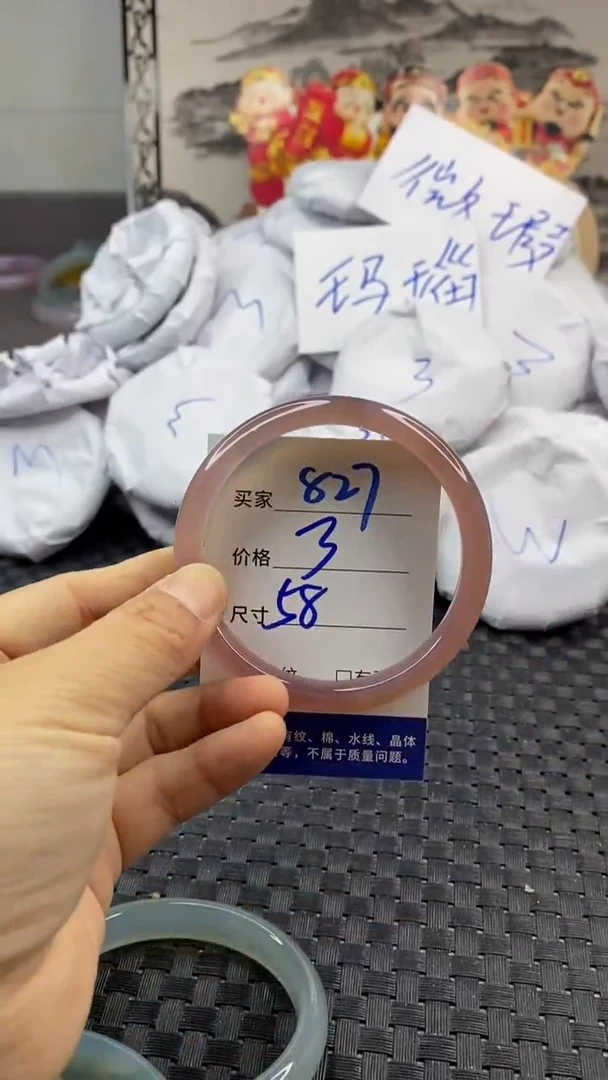 微瑕
玛瑙
M
3
M
W
买家 827
价格 3
尺寸 58
有纹、棉、水线、晶体
等，不属于质量问题。